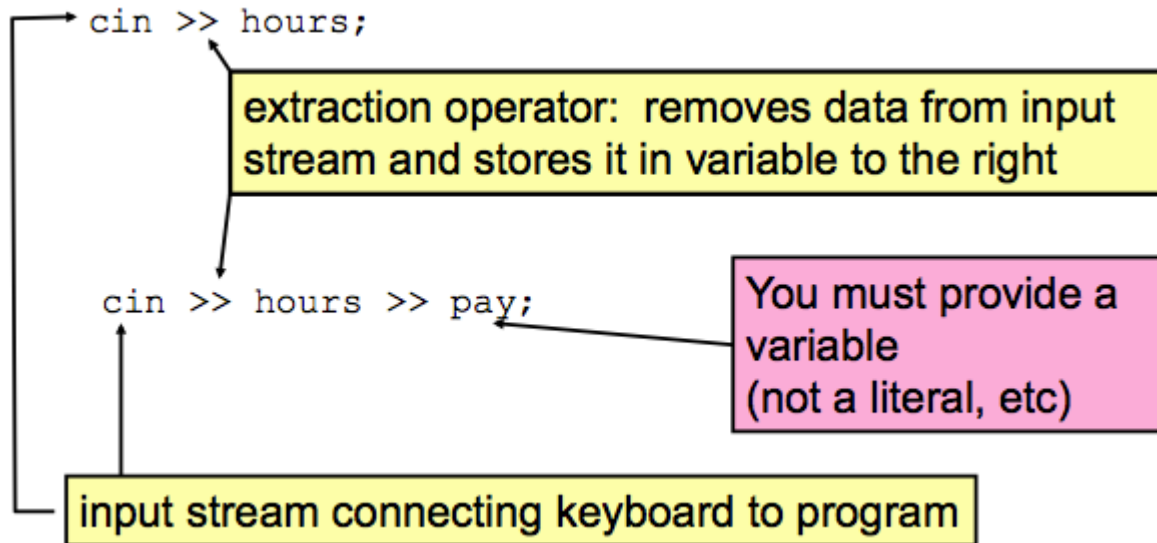 cin >> hours;
extraction operator: removes data from input
stream and stores it in variable to the right
cin >> hours >> pay;
You must provide a
variable
(not a literal, etc)
input stream connecting keyboard to program